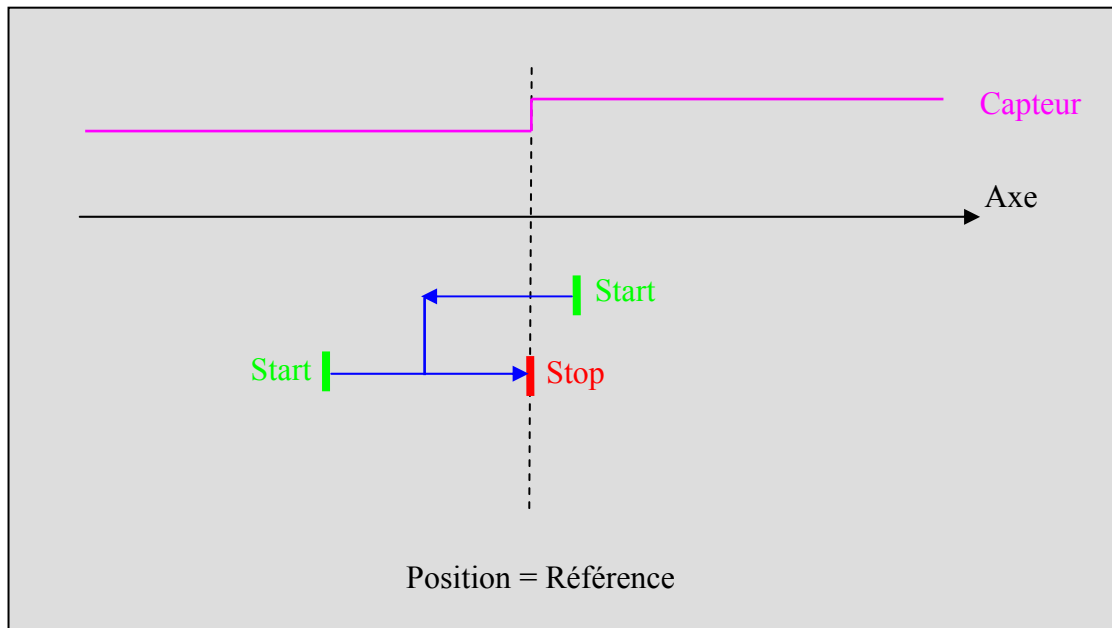 Capteur
Axe
Start
Start
Stop
Position = Référence